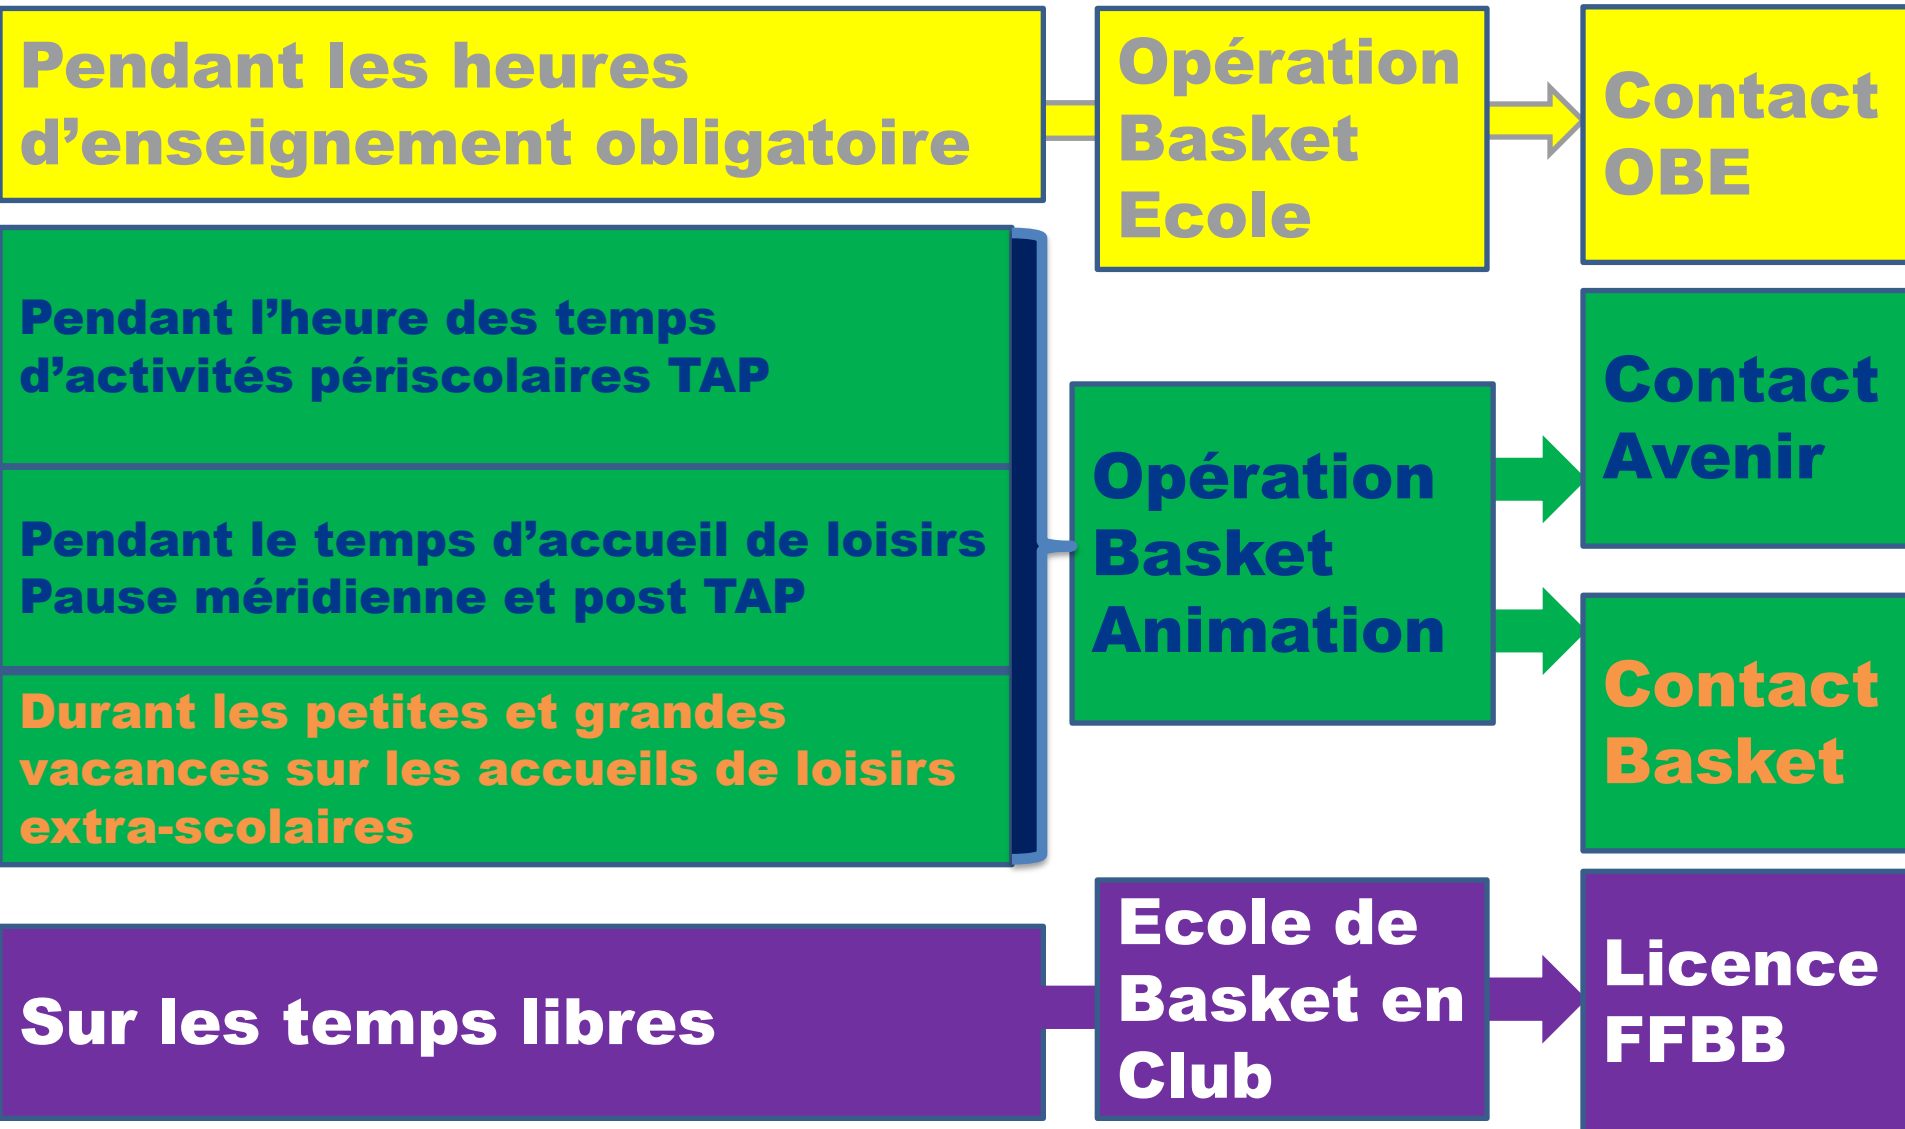 Pendant les heures
d’enseignement obligatoire
Opération
Basket
Ecole
Contact
OBE
Pendant l’heure des temps
d’activités périscolaires TAP
Pendant le temps d’accueil de loisirs
Pause méridienne et post TAP
Durant les petites et grandes
vacances sur les accueils de loisirs
extra-scolaires
Opération
Basket
Animation
Contact
Avenir
Contact
Basket
Sur les temps libres
Ecole de
Basket en
Club
Licence
FFBB